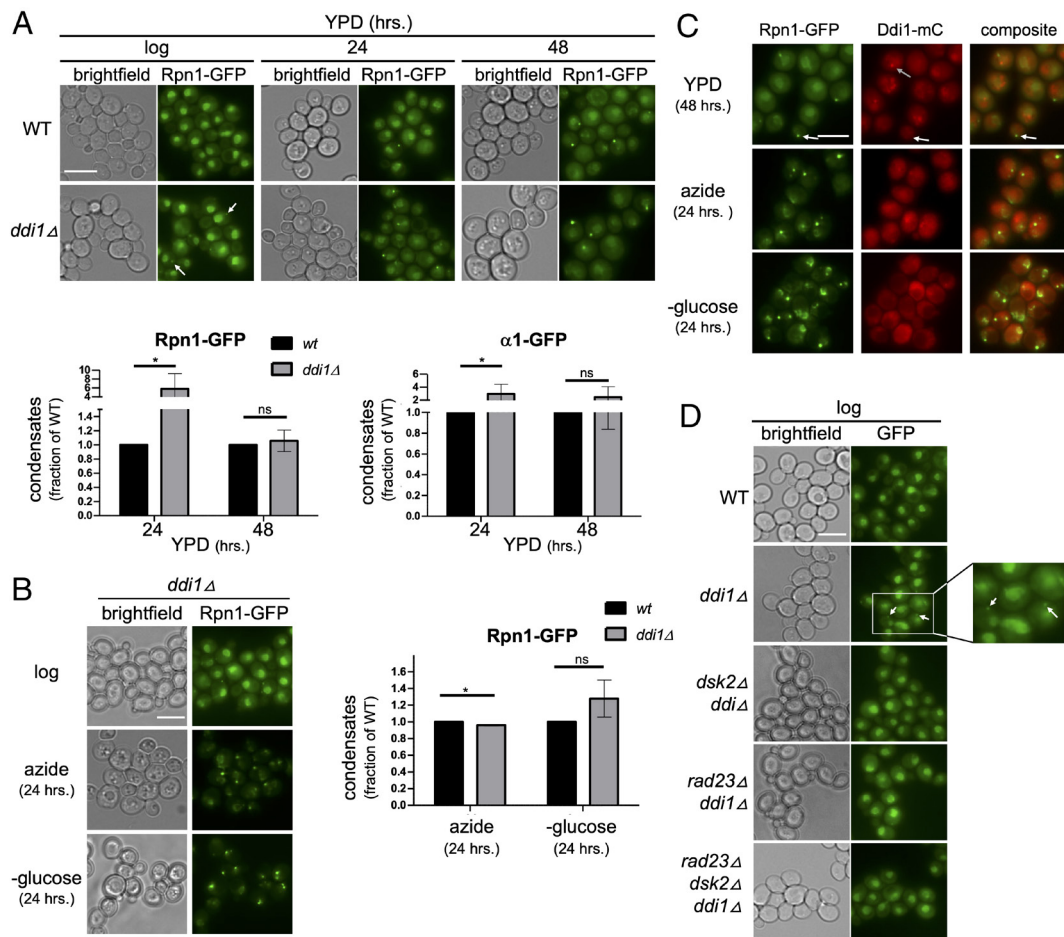 A
YPD (hrs.)
log 24 48
brightfield Rpn1-GFP brightfield Rpn1-GFP brightfield Rpn1-GFP
WT
ddi1Δ
Rpn1-GFP
wt
ddi1Δ
condensates
(fraction of WT)
10
8
6
4
2
1.4
1.2
1.0
0.8
0.6
0.4
0.2
0.0
*
ns
24 48
YPD (hrs.)
α1-GFP
condensates
(fraction of WT)
10
8
6
4
2
1.0
0.8
0.6
0.4
0.2
0.0
*
ns
24 48
YPD (hrs.)
B
ddi1Δ
brightfield Rpn1-GFP
log
azide
(24 hrs.)
-glucose
(24 hrs.)
wt
ddi1Δ
Rpn1-GFP
condensates
(fraction of WT)
1.6
1.4
1.2
1.0
0.8
0.6
0.4
0.2
0.0
*
ns
azide -glucose
(24 hrs.) (24 hrs.)
C
Rpn1-GFP Ddi1-mC composite
YPD
(48 hrs.)
azide
(24 hrs. )
-glucose
(24 hrs.)
D
log
brightfield GFP
WT
ddi1Δ
dsk2Δ
ddiΔ
rad23Δ
ddi1Δ
rad23Δ
dsk2Δ
ddi1Δ